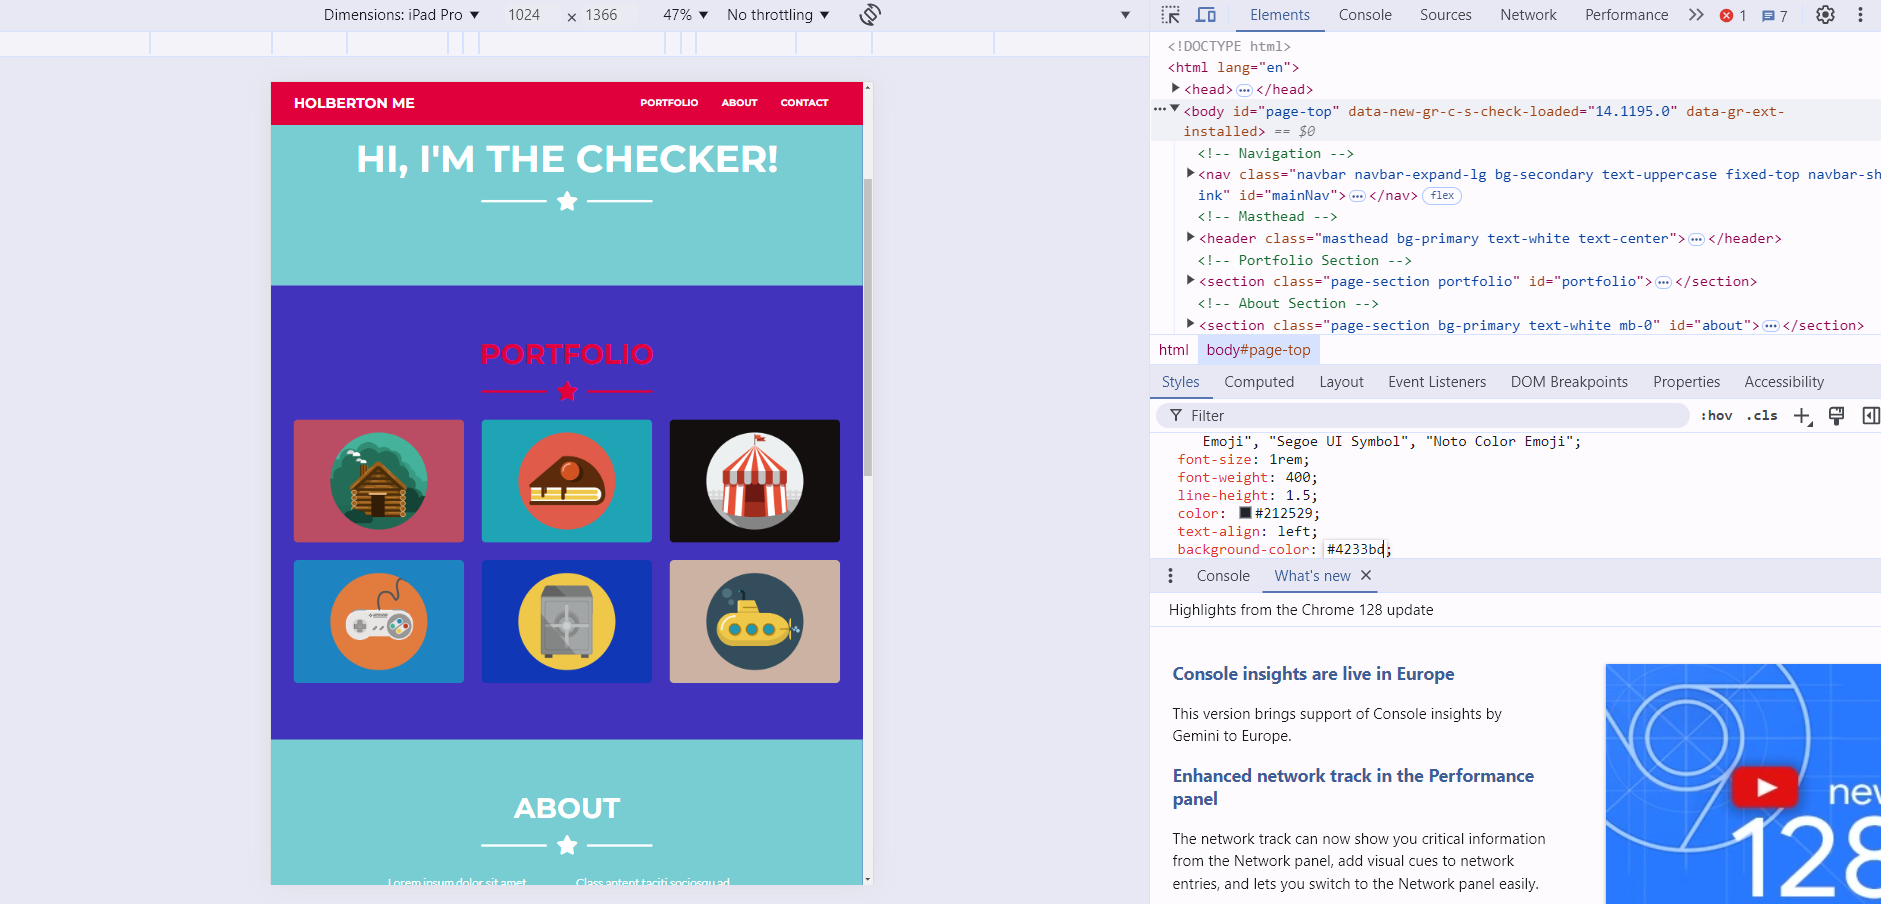 Dimensions: iPad Pro ▼ 1024 × 1366 47% ▼ No throttling ▼
HOLBERTON ME PORTFOLIO ABOUT CONTACT
HI, I'M THE CHECKER!
PORTFOLIO
ABOUT
Lorem ipsum dolor sit amet Class aptent taciti sociosqu ad
Elements Console Sources Network Performance 1 7
<!DOCTYPE html>
<html lang="en">
<head> ••• </head>
••• <body id="page-top" data-new-gr-c-s-check-loaded="14.1195.0" data-gr-ext-
installed> == $0
<!-- Navigation -->
<nav class="navbar navbar-expand-lg bg-secondary text-uppercase fixed-top navbar-sh
ink" id="mainNav"> ••• </nav> flex
<!-- Masthead -->
<header class="masthead bg-primary text-white text-center"> ••• </header>
<!-- Portfolio Section -->
<section class="page-section portfolio" id="portfolio"> ••• </section>
<!-- About Section -->
<section class="page-section bg-primary text-white mb-0" id="about"> ••• </section>
html body#page-top
Styles Computed Layout Event Listeners DOM Breakpoints Properties Accessibility
Filter :hov .cls
Emoji", "Segoe UI Symbol", "Noto Color Emoji";
font-size: 1rem;
font-weight: 400;
line-height: 1.5;
color: #212529;
text-align: left;
background-color: #4233bd;
Console What's new
Highlights from the Chrome 128 update
Console insights are live in Europe
This version brings support of Console insights by
Gemini to Europe.
Enhanced network track in the Performance
panel
The network track can now show you critical information
from the Network panel, add visual cues to network
entries, and lets you switch to the Network panel easily.
new
128